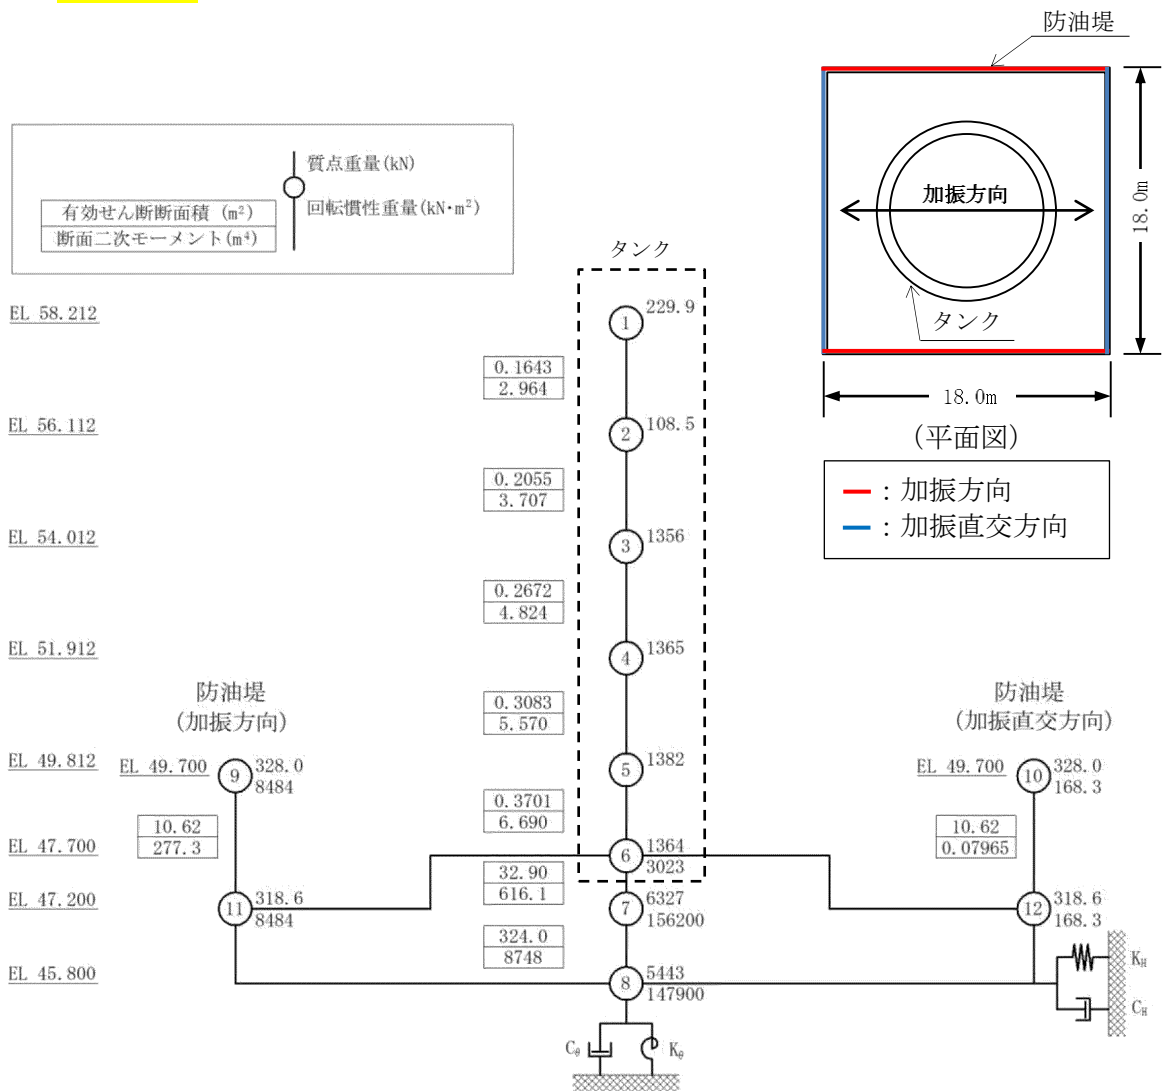 防油堤
加振方向
タンク
18.0m
18.0m
(平面図)
：加振方向
：加振直交方向
質点重量(kN)
回転慣性重量(kN・m²)
有効せん断断面積 (m²)
断面二次モーメント(m⁴)
タンク
EL 58.212
1
229.9
0.1643
2.964
EL 56.112
2
108.5
0.2055
3.707
EL 54.012
3
1356
0.2672
4.824
EL 51.912
4
1365
0.3083
5.570
防油堤
(加振方向)
防油堤
(加振直交方向)
EL 49.812
5
1382
EL 49.700
9
328.0
8484
EL 49.700
10
328.0
168.3
0.3701
6.690
10.62
277.3
10.62
0.07965
EL 47.700
6
1364
3023
32.90
616.1
EL 47.200
11
318.6
8484
7
6327
156200
12
318.6
168.3
324.0
8748
EL 45.800
8
5443
147900
K_H
C_H
C_θ
K_θ